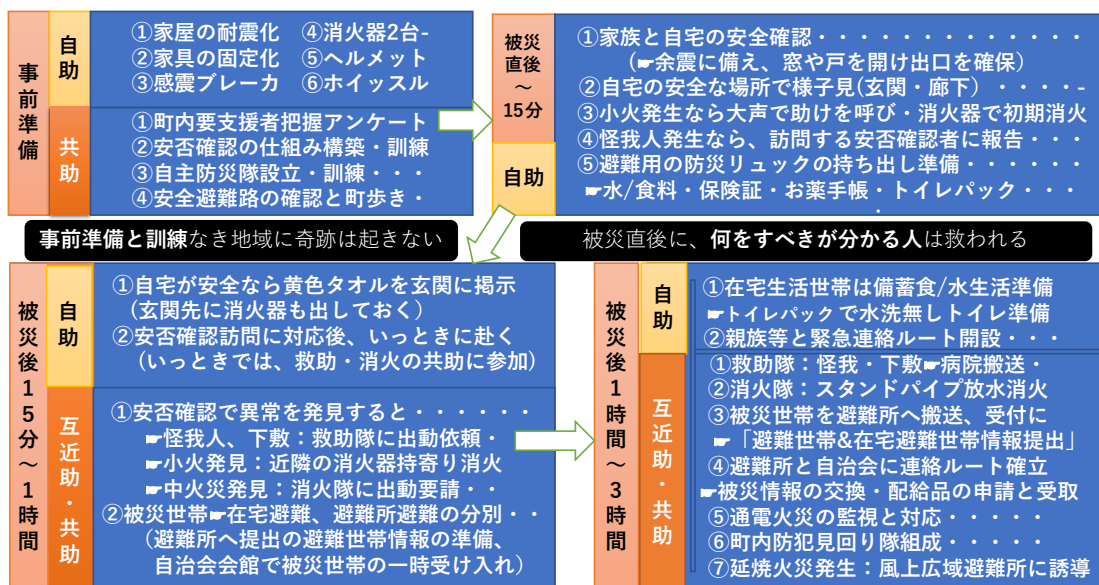 事前準備
自助
①家屋の耐震化 ④消火器2台-
②家具の固定化 ⑤ヘルメット
③感震ブレーカ ⑥ホイッスル
共助
①町内要支援者把握アンケート
②安否確認の仕組み構築・訓練
③自主防災隊設立・訓練・・・
④安全避難路の確認と町歩き・
被災直後～15分
自助
①家族と自宅の安全確認・・・・・・・・・・・・・
(☛余震に備え、窓や戸を開け出口を確保）
②自宅の安全な場所で様子見(玄関・廊下）・・・・-
③小火発生なら大声で助けを呼び・消火器で初期消火
④怪我人発生なら、訪問する安否確認者に報告・・・
⑤避難用の防災リュックの持ち出し準備・・・・・・
☛水/食料・保険証・お薬手帳・トイレパック・・・
・
事前準備と訓練なき地域に奇跡は起きない
被災直後に、何をすべきが分かる人は救われる
被災後15分～1時間
自助
①自宅が安全なら黄色タオルを玄関に掲示
(玄関先に消火器も出しておく）
②安否確認訪問に対応後、いっときに赴く
（いっときでは、救助・消火の共助に参加）
互近助・共助
①安否確認で異常を発見すると・・・・・・
☛怪我人、下敷：救助隊に出動依頼・
☛小火発見：近隣の消火器持寄り消火
☛中火災発見：消火隊に出動要請・・
②被災世帯☛在宅避難、避難所避難の分別・・
（避難所へ提出の避難世帯情報の準備、
自治会会館で被災世帯の一時受け入れ）
被災後1時間～3時間
自助
①在宅生活世帯は備蓄食/水生活準備
☛トイレパックで水洗無しトイレ準備
②親族等と緊急連絡ルート開設・・・
互近助・共助
①救助隊：怪我・下敷☛病院搬送・
②消火隊：スタンドパイプ放水消火
③被災世帯を避難所へ搬送、受付に
☛「避難世帯&在宅避難世帯情報提出」
④避難所と自治会に連絡ルート確立
☛被災情報の交換・配給品の申請と受取
⑤通電火災の監視と対応・・・・・
⑥町内防犯見回り隊組成・・・・・
⑦延焼火災発生：風上広域避難所に誘導